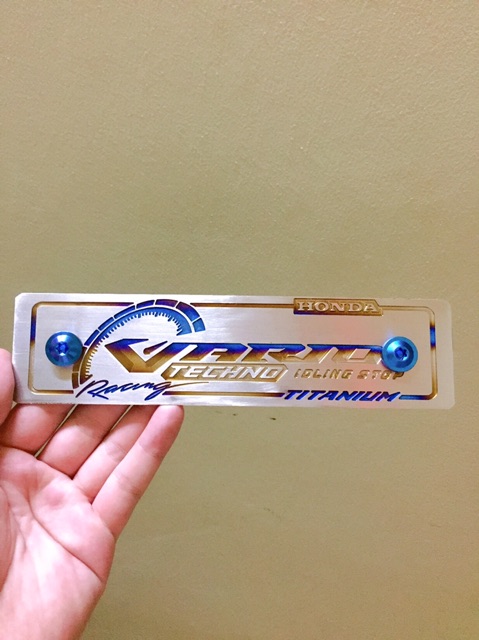 HONDA
VARIO
TECHNO IDLING STOP
Racing TITANIUM